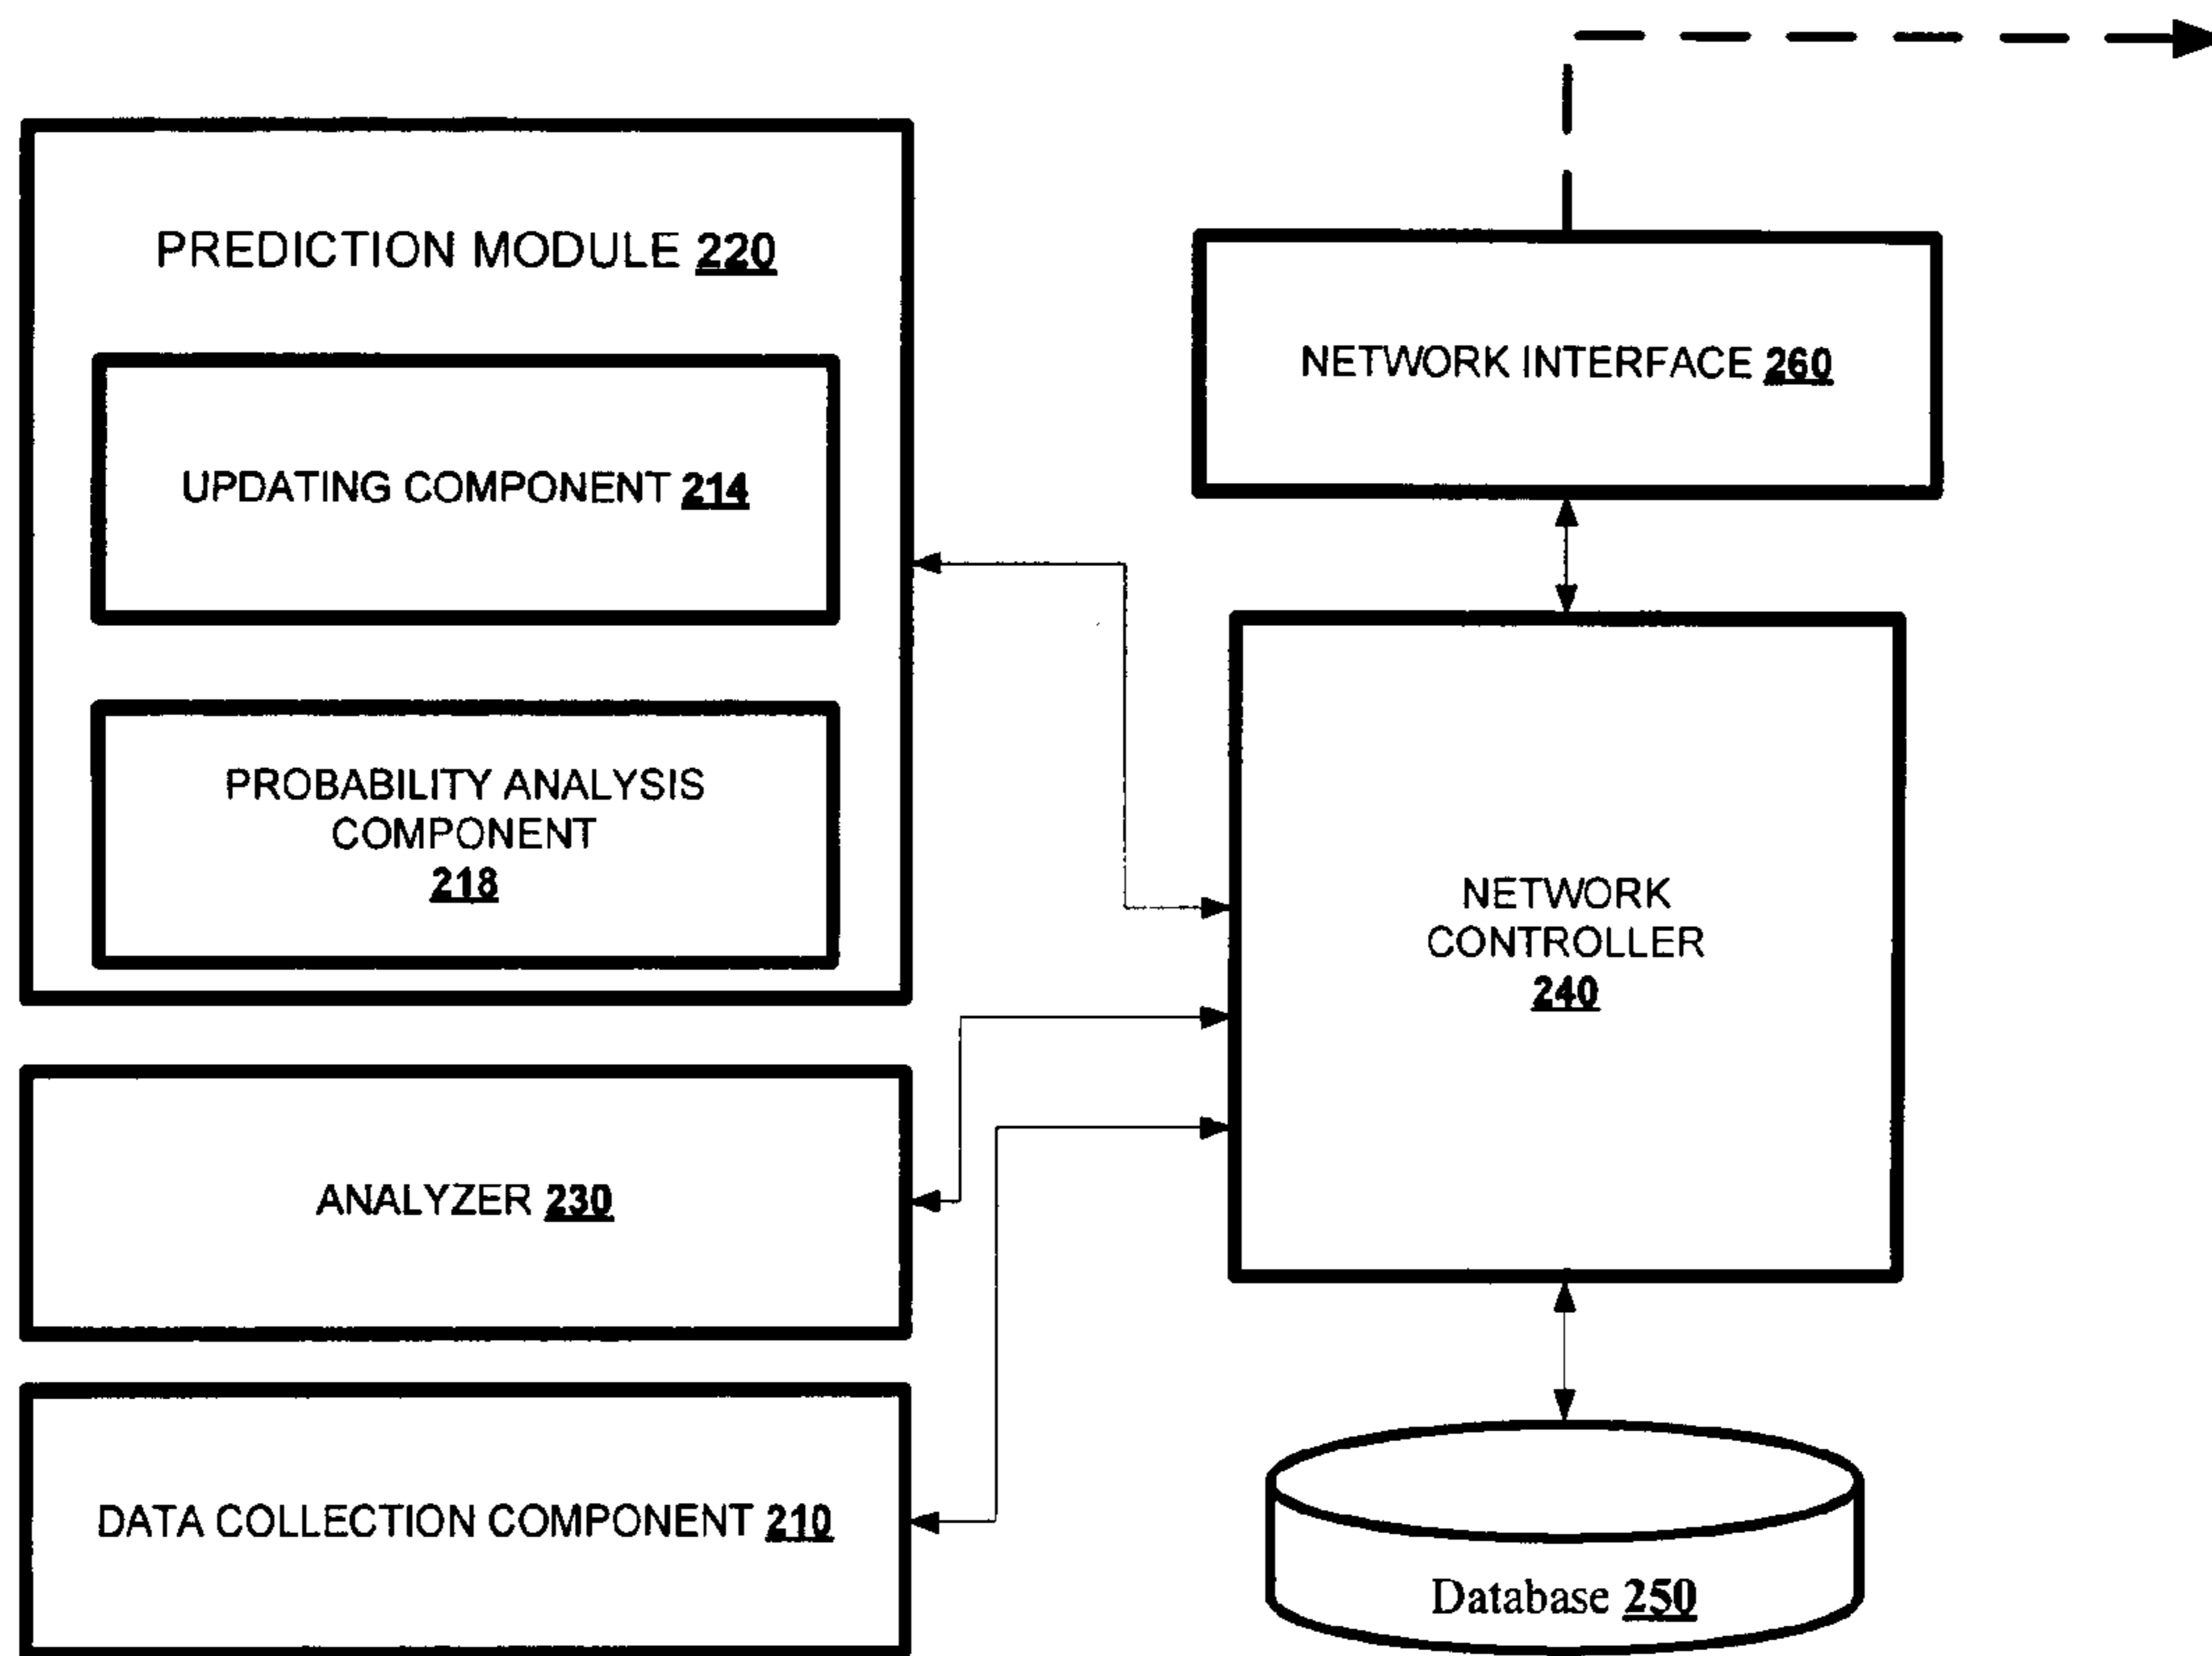 PREDICTION MODULE 220
UPDATING COMPONENT 214
PROBABILITY ANALYSIS
COMPONENT
218
ANALYZER 230
DATA COLLECTION COMPONENT 210
NETWORK INTERFACE 260
NETWORK
CONTROLLER
240
Database 250